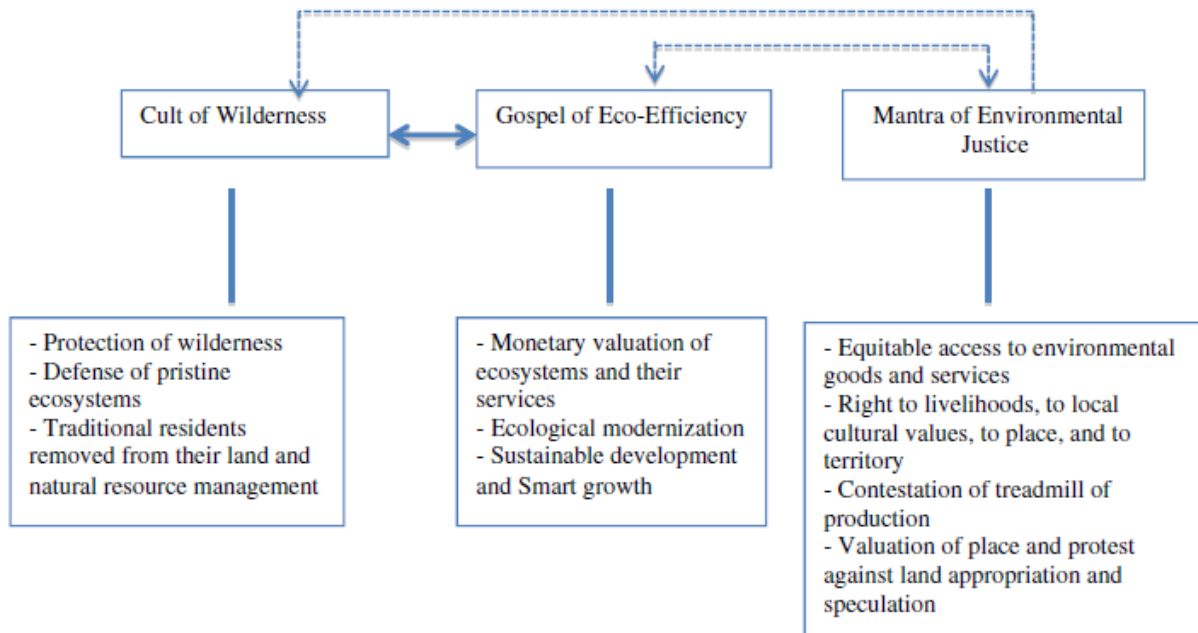 Cult of Wilderness
Gospel of Eco-Efficiency
Mantra of Environmental
Justice
- Protection of wilderness
- Defense of pristine
ecosystems
- Traditional residents
removed from their land and
natural resource management
- Monetary valuation of
ecosystems and their
services
- Ecological modernization
- Sustainable development
and Smart growth
- Equitable access to environmental
goods and services
- Right to livelihoods, to local
cultural values, to place, and to
territory
- Contestation of treadmill of
production
- Valuation of place and protest
against land appropriation and
speculation